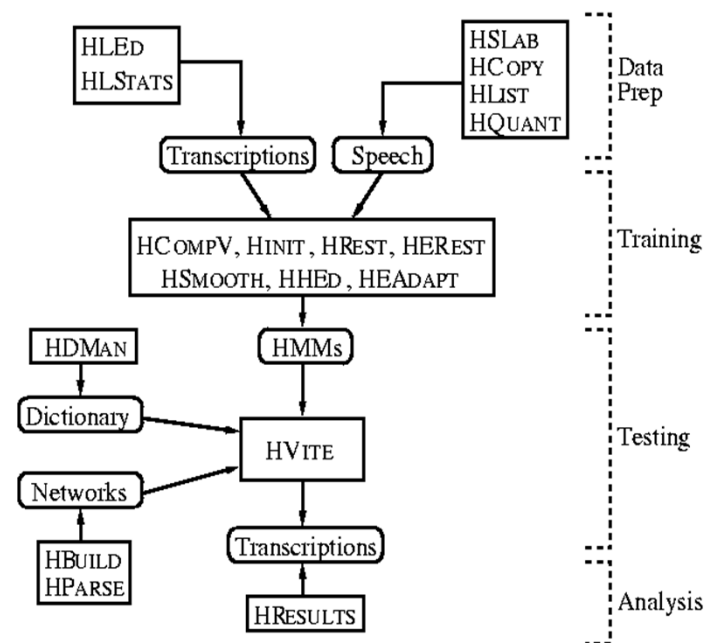 HLED
HLSTATS
HSLAB
HCOPY
HLIST
HQUANT
Data
Prep
Transcriptions
Speech
HCOMPV, HINIT, HREST, HEREST
HSMOOTH, HHED, HEADAPT
Training
HDMAN
HMMs
Dictionary
HVITE
Testing
Networks
HBUILD
HPARSE
Transcriptions
HRESULTS
Analysis